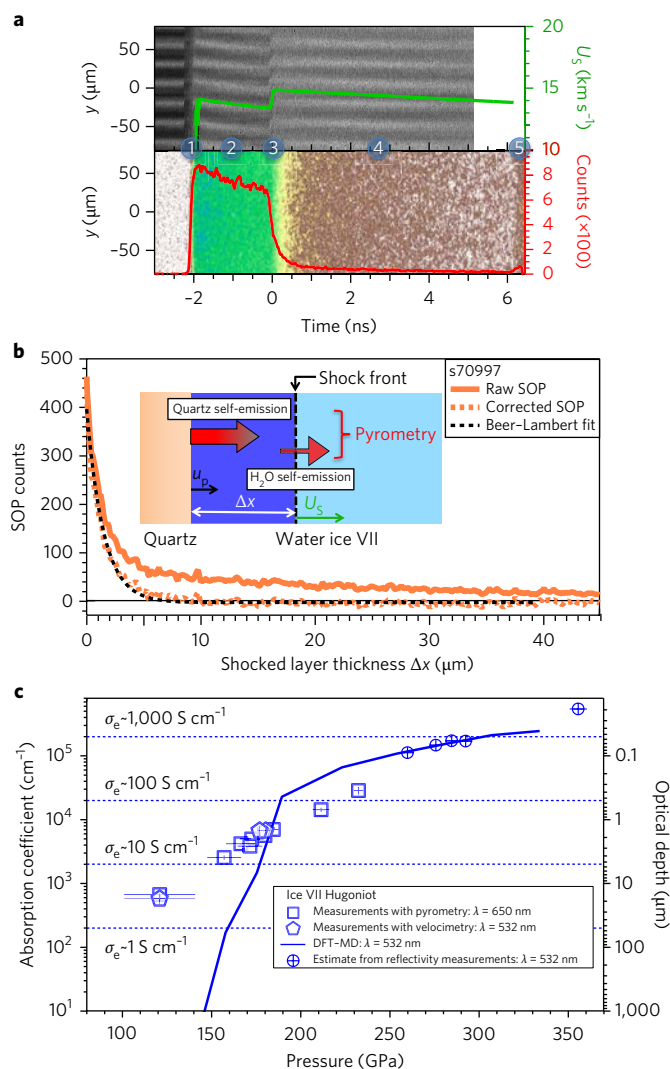 a
80
0
-80
y (μm)
20
15
10
U_S (km s⁻¹)
1
2
3
4
5
50
0
-50
y (μm)
10
8
6
4
2
0
Counts (×100)
-2
0
2
4
6
Time (ns)
b
500
400
300
200
100
0
SOP counts
s70997
Raw SOP
Corrected SOP
Beer–Lambert fit
Shock front
Quartz self-emission
Pyrometry
H₂O self-emission
u_p
Δx
U_S
Quartz
Water ice VII
0
10
20
30
40
Shocked layer thickness Δx (μm)
c
σₑ~1,000 S cm⁻¹
σₑ~100 S cm⁻¹
σₑ~10 S cm⁻¹
σₑ~1 S cm⁻¹
10⁵
10⁴
10³
10²
10¹
Absorption coefficient (cm⁻¹)
0.1
1
10
100
1,000
Optical depth (μm)
Ice VII Hugoniot
Measurements with pyrometry: λ = 650 nm
Measurements with velocimetry: λ = 532 nm
DFT–MD: λ = 532 nm
Estimate from reflectivity measurements: λ = 532 nm
100
150
200
250
300
350
Pressure (GPa)